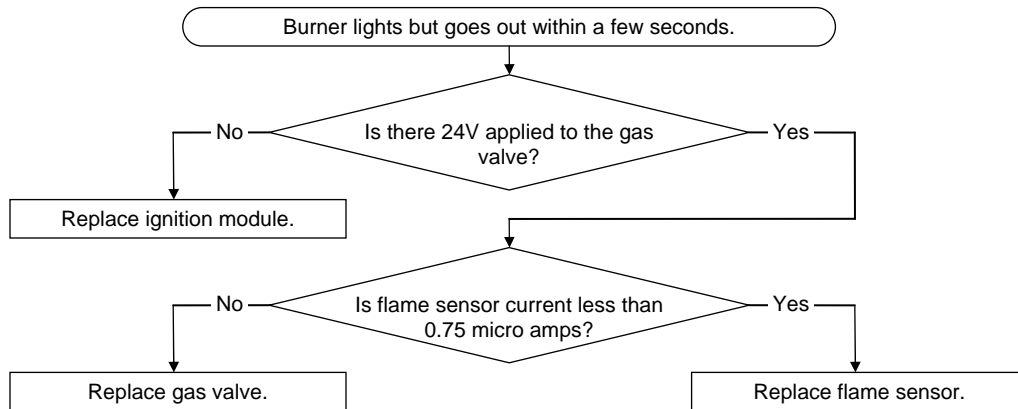 Burner lights but goes out within a few seconds.
No
Is there 24V applied to the gas
valve?
Yes
Replace ignition module.
No
Is flame sensor current less than
0.75 micro amps?
Yes
Replace gas valve.
Replace flame sensor.